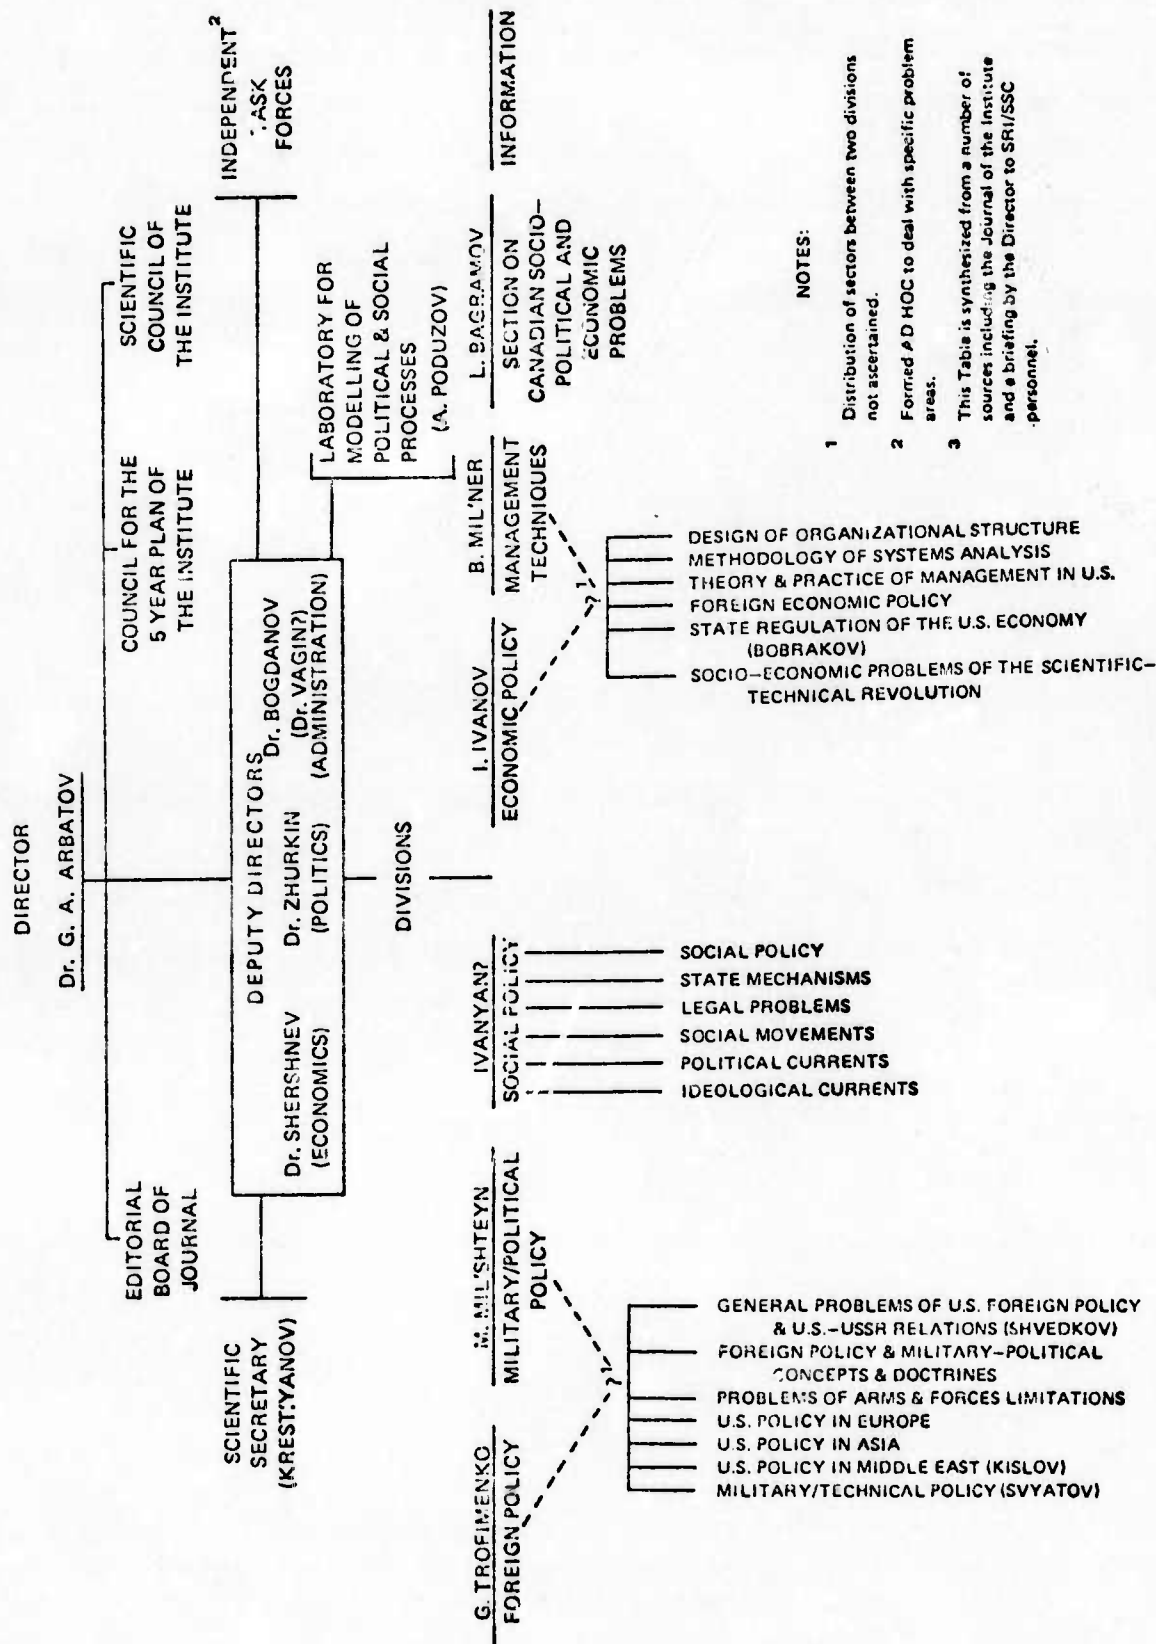 DIRECTOR
Dr. G. A. ARBATOV
EDITORIAL
BOARD OF
JOURNAL
COUNCIL FOR THE
5 YEAR PLAN OF
THE INSTITUTE
SCIENTIFIC
COUNCIL OF
THE INSTITUTE
SCIENTIFIC
SECRETARY
(KREST'YANOV)
DEPUTY DIRECTORS
Dr. SHERSHNEV
(ECONOMICS)
Dr. ZHURKIN
(POLITICS)
Dr. BOGDANOV
(Dr. VAGIN?)
(ADMINISTRATION)
INDEPENDENT²
TASK
FORCES
LABORATORY FOR
MODELLING OF
POLITICAL & SOCIAL
PROCESSES
(A. PODUZOV)
DIVISIONS
G. TROFIMENKO
FOREIGN POLICY
M. MIL'SHTEYN
MILITARY/POLITICAL
POLICY
IVANYAN?
SOCIAL POLICY
I. IVANOV
ECONOMIC POLICY
B. MIL'NER
MANAGEMENT
TECHNIQUES
L. BAGRAMOV
SECTION ON
CANADIAN SOCIO–
POLITICAL AND
ECONOMIC
PROBLEMS
INFORMATION
?¹
GENERAL PROBLEMS OF U.S. FOREIGN POLICY
& U.S.–USSR RELATIONS (SHVEDKOV)
FOREIGN POLICY & MILITARY–POLITICAL
CONCEPTS & DOCTRINES
PROBLEMS OF ARMS & FORCES LIMITATIONS
U.S. POLICY IN EUROPE
U.S. POLICY IN ASIA
U.S. POLICY IN MIDDLE EAST (KISLOV)
MILITARY/TECHNICAL POLICY (SVYATOV)
SOCIAL POLICY
STATE MECHANISMS
LEGAL PROBLEMS
SOCIAL MOVEMENTS
POLITICAL CURRENTS
IDEOLOGICAL CURRENTS
?¹
DESIGN OF ORGANIZATIONAL STRUCTURE
METHODOLOGY OF SYSTEMS ANALYSIS
THEORY & PRACTICE OF MANAGEMENT IN U.S.
FOREIGN ECONOMIC POLICY
STATE REGULATION OF THE U.S. ECONOMY
(BOBRAKOV)
SOCIO–ECONOMIC PROBLEMS OF THE SCIENTIFIC–
TECHNICAL REVOLUTION
NOTES:
1 Distribution of sectors between two divisions
not ascertained.
2 Formed AD HOC to deal with specific problem
areas.
3 This Table is synthesized from a number of
sources including the Journal of the Institute
and a briefing by the Director to SRI/SSC
personnel.